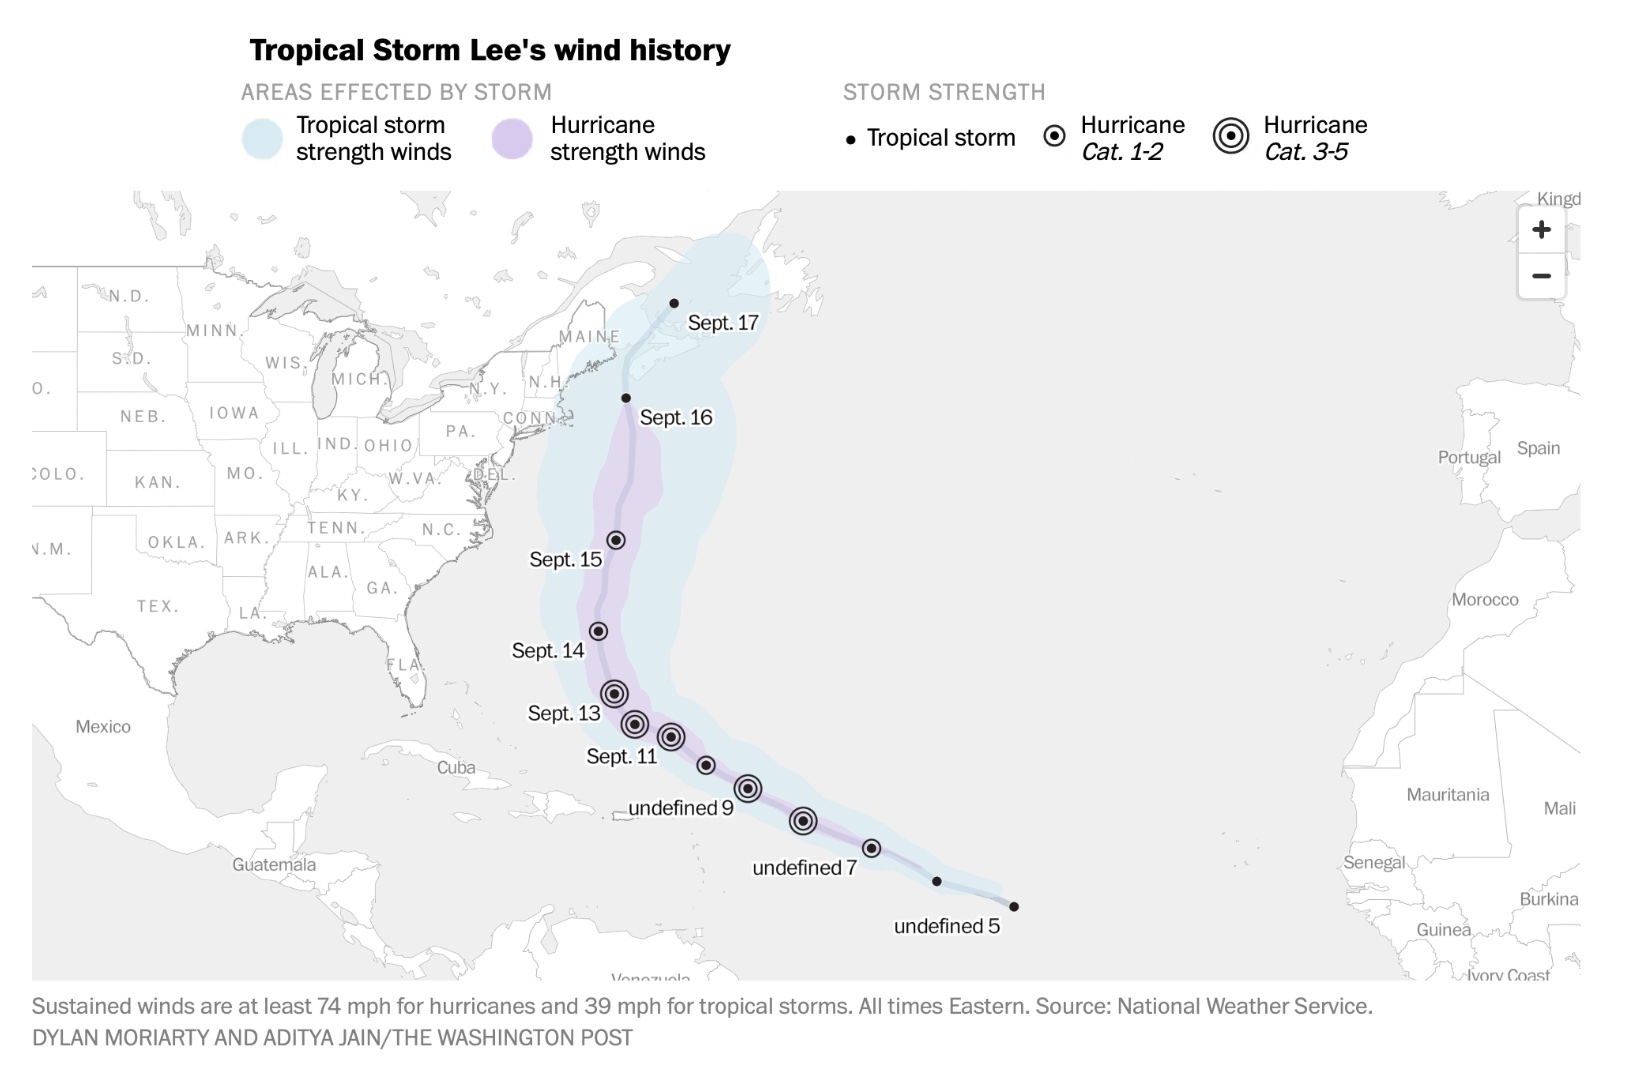 Tropical Storm Lee's wind history
AREAS EFFECTED BY STORM
Tropical storm
strength winds
Hurricane
strength winds
STORM STRENGTH
Tropical storm
Hurricane
Cat. 1-2
Hurricane
Cat. 3-5
Kingd
+
−
N.D.
MINN.
S.D.
WIS.
MICH.
MAINE
Sept. 17
O.
NEB.
IOWA
N.Y.
N.H.
CONN.
Sept. 16
ILL.
IND.
OHIO
PA.
COLO.
KAN.
MO.
W.VA.
DEL.
KY.
Portugal
Spain
N.M.
OKLA.
ARK.
TENN.
N.C.
Sept. 15
ALA.
GA.
TEX.
LA.
Morocco
Sept. 14
FLA.
Mexico
Sept. 13
Sept. 11
Cuba
undefined 9
Mauritania
Mali
Guatemala
undefined 7
Senegal
Burkina
undefined 5
Guinea
Venezuela
Ivory Coast
Sustained winds are at least 74 mph for hurricanes and 39 mph for tropical storms. All times Eastern. Source: National Weather Service.
DYLAN MORIARTY AND ADITYA JAIN/THE WASHINGTON POST